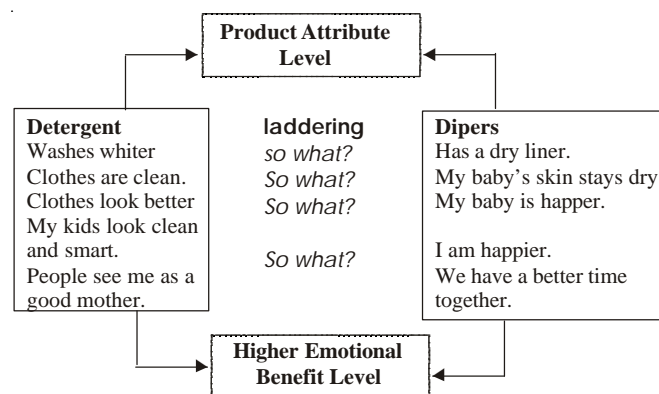 Product Attribute
Level
Detergent
Washes whiter
Clothes are clean.
Clothes look better
My kids look clean
and smart.
People see me as a
good mother.
laddering
so what?
So what?
So what?
So what?
Dipers
Has a dry liner.
My baby's skin stays dry
My baby is happer.
I am happier.
We have a better time
together.
Higher Emotional
Benefit Level